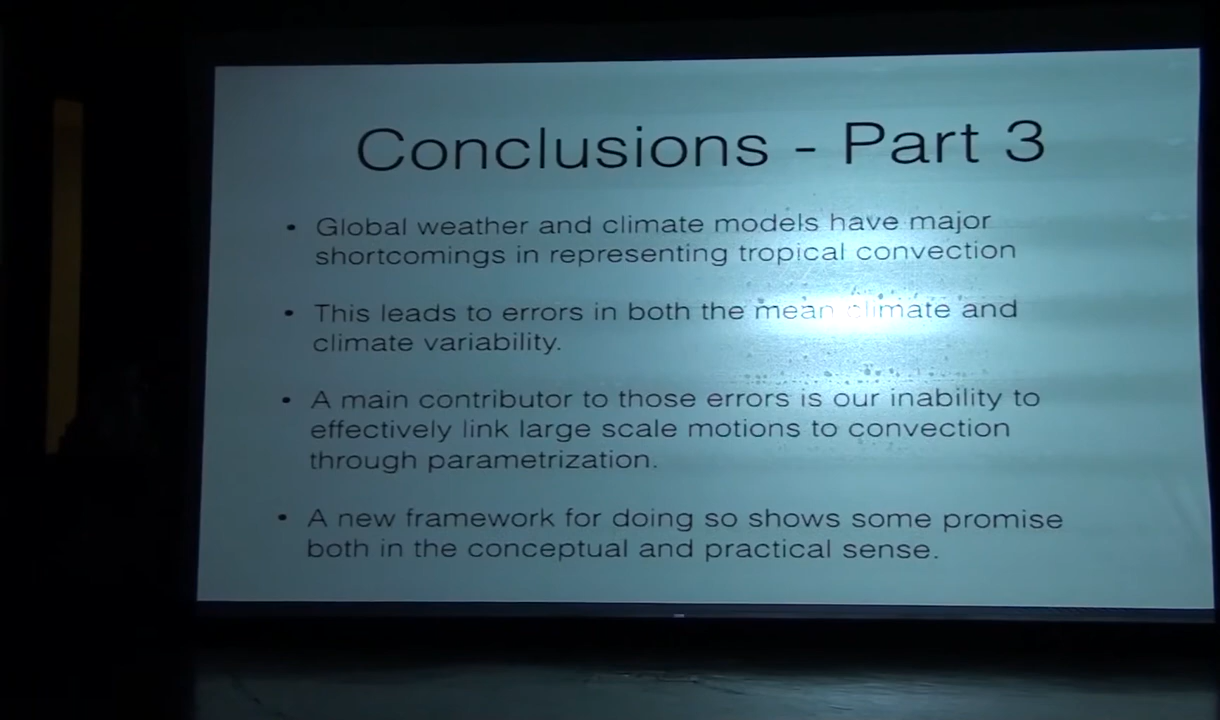 Conclusions - Part 3
• Global weather and climate models have major
shortcomings in representing tropical convection
• This leads to errors in both the mean climate and
climate variability.
• A main contributor to those errors is our inability to
effectively link large scale motions to convection
through parametrization.
• A new framework for doing so shows some promise
both in the conceptual and practical sense.